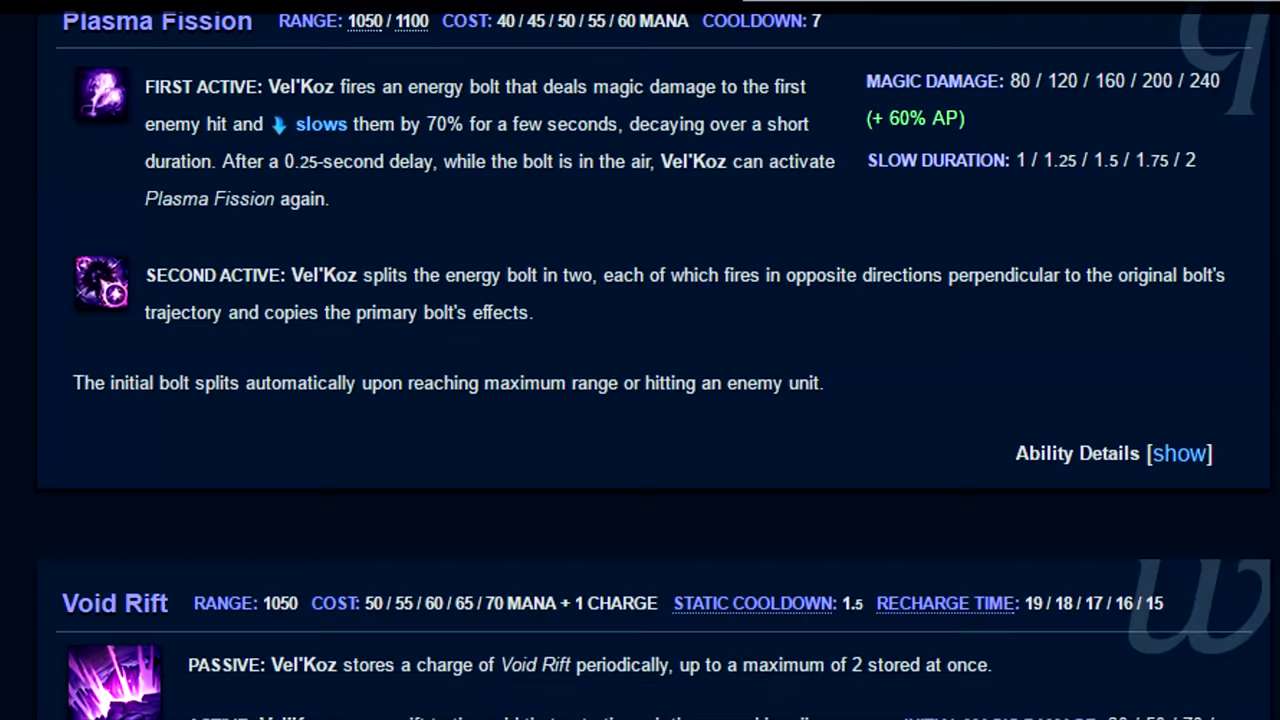 Plasma Fission RANGE: 1050 / 1100 COST: 40 / 45 / 50 / 55 / 60 MANA COOLDOWN: 7
q
FIRST ACTIVE: Vel'Koz fires an energy bolt that deals magic damage to the first
enemy hit and slows them by 70% for a few seconds, decaying over a short
duration. After a 0.25-second delay, while the bolt is in the air, Vel'Koz can activate
Plasma Fission again.
MAGIC DAMAGE: 80 / 120 / 160 / 200 / 240
(+ 60% AP)
SLOW DURATION: 1 / 1.25 / 1.5 / 1.75 / 2
SECOND ACTIVE: Vel'Koz splits the energy bolt in two, each of which fires in opposite directions perpendicular to the original bolt's
trajectory and copies the primary bolt's effects.
The initial bolt splits automatically upon reaching maximum range or hitting an enemy unit.
Ability Details [show]
Void Rift RANGE: 1050 COST: 50 / 55 / 60 / 65 / 70 MANA + 1 CHARGE STATIC COOLDOWN: 1.5 RECHARGE TIME: 19 / 18 / 17 / 16 / 15
w
PASSIVE: Vel'Koz stores a charge of Void Rift periodically, up to a maximum of 2 stored at once.